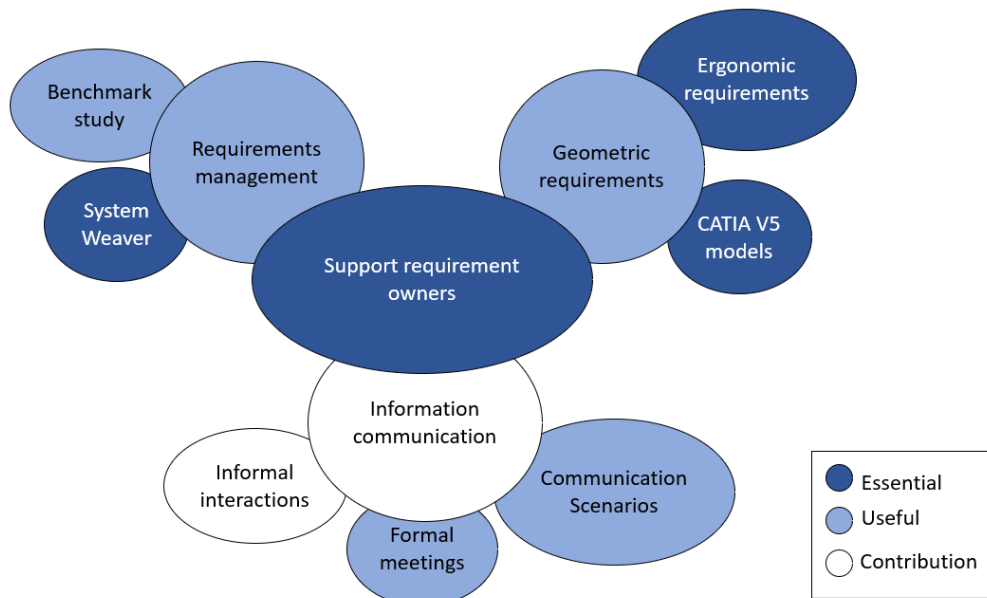 Benchmark
study
Requirements
management
System
Weaver
Ergonomic
requirements
Geometric
requirements
CATIA V5
models
Support requirement
owners
Information
communication
Informal
interactions
Formal
meetings
Communication
Scenarios
Essential
Useful
Contribution